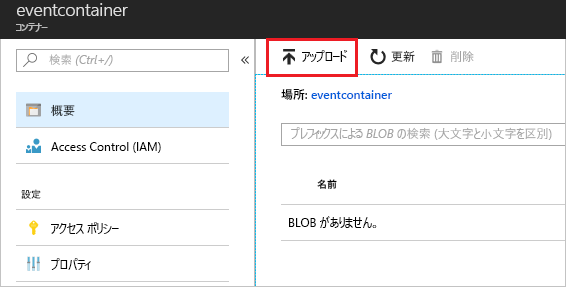 eventcontainer
コンテナー
検索 (Ctrl+/)
«
アップロード
更新
削除
概要
Access Control (IAM)
設定
アクセス ポリシー
プロパティ
場所: eventcontainer
プレフィックスによる BLOB の検索 (大文字と小文字を区別)
名前
BLOB がありません。